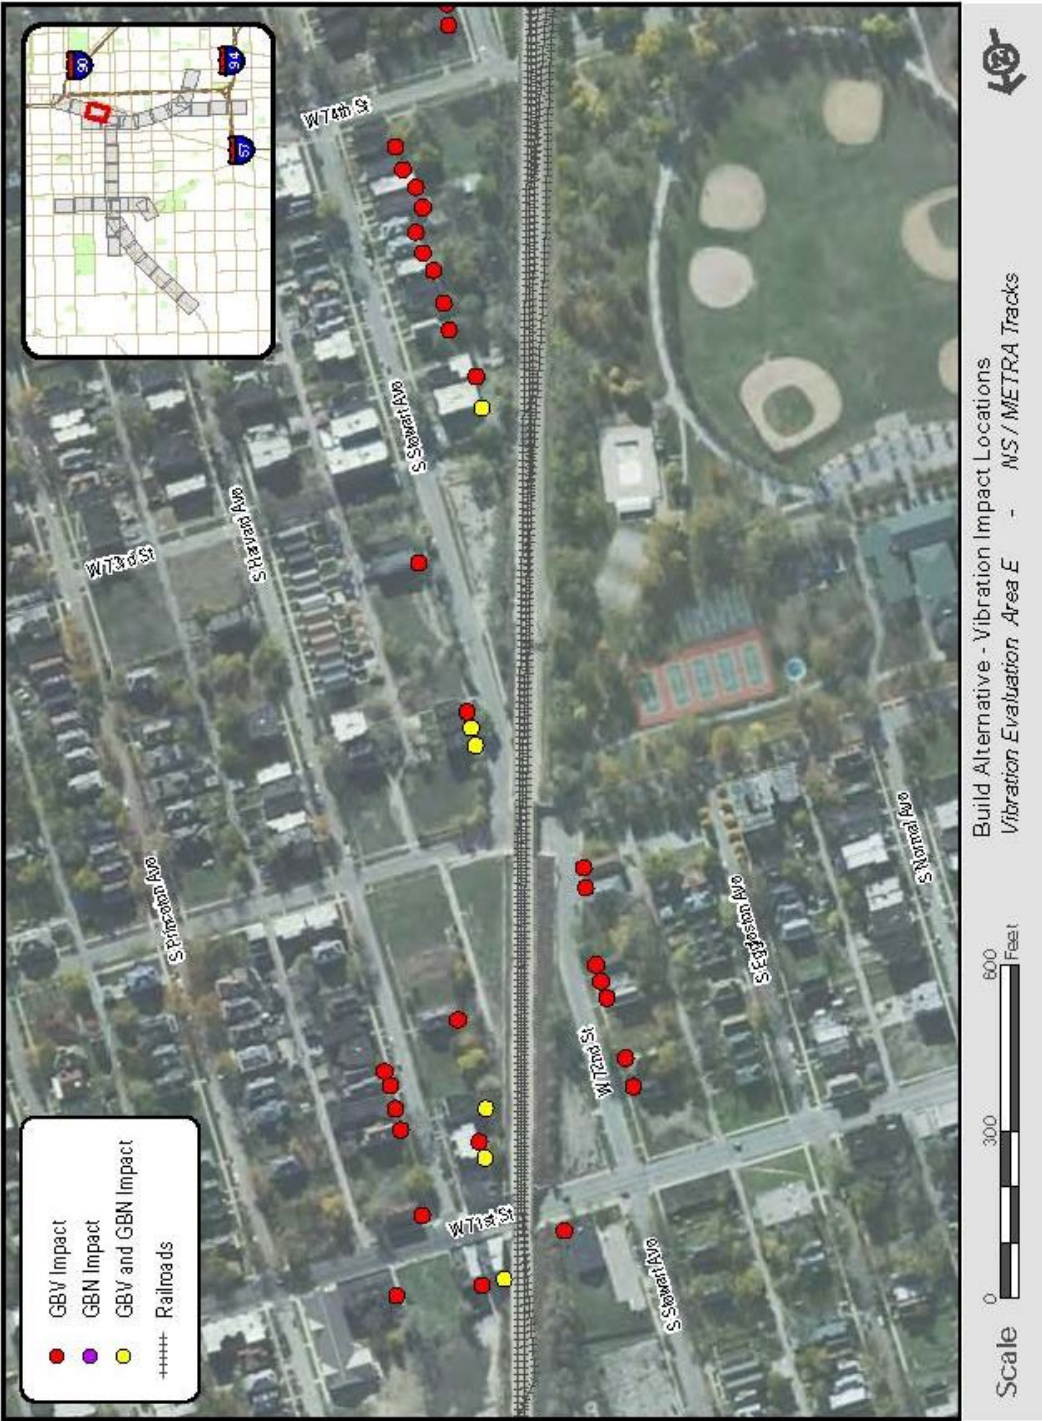 GBV Impact
GBN Impact
GBV and GBN Impact
Railroads
90
94
57
W 74th St
S Stewart Ave
W 73rd St
S Harvard Ave
S Princeton Ave
S Normal Ave
S Eggleston Ave
W 72nd St
W 71st St
S Stewart Ave
Scale
0 300 600
Feet
Build Alternative - Vibration Impact Locations
Vibration Evaluation Area E - NS / METRA Tracks
N